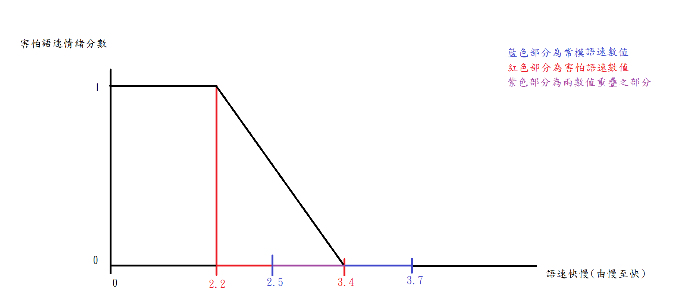 害怕語速情緒分數
藍色部分為常模語速數值
紅色部分為害怕語速數值
紫色部分為兩數值重疊之部分
1
0
0
2.2
2.5
3.4
3.7
語速快慢(由慢至快)